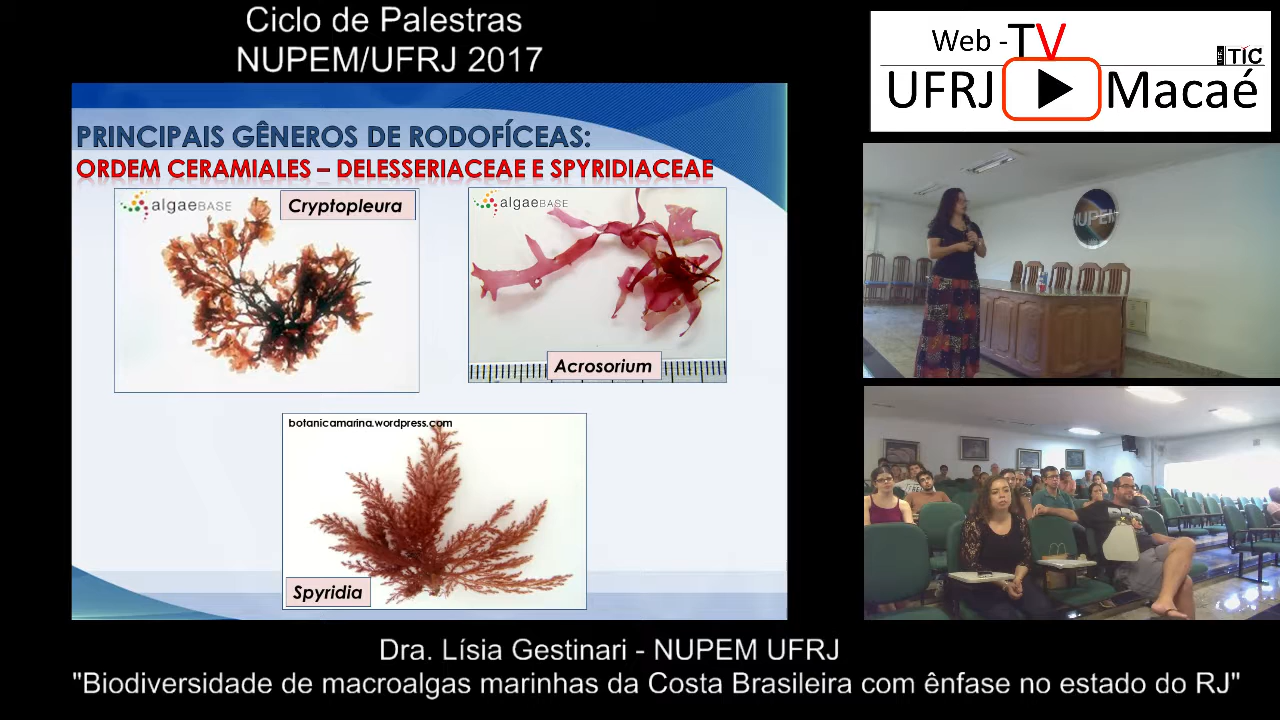 Ciclo de Palestras
NUPEM/UFRJ 2017
Web - TV
TIC
UFRJ Macaé
PRINCIPAIS GÊNEROS DE RODOFÍCEAS:
ORDEM CERAMIALES – DELESSERIACEAE E SPYRIDIACEAE
algaeBASE
Cryptopleura
algaeBASE
Acrosorium
botanicamarina.wordpress.com
Spyridia
NUPEM
Dra. Lísia Gestinari - NUPEM UFRJ
"Biodiversidade de macroalgas marinhas da Costa Brasileira com ênfase no estado do RJ"